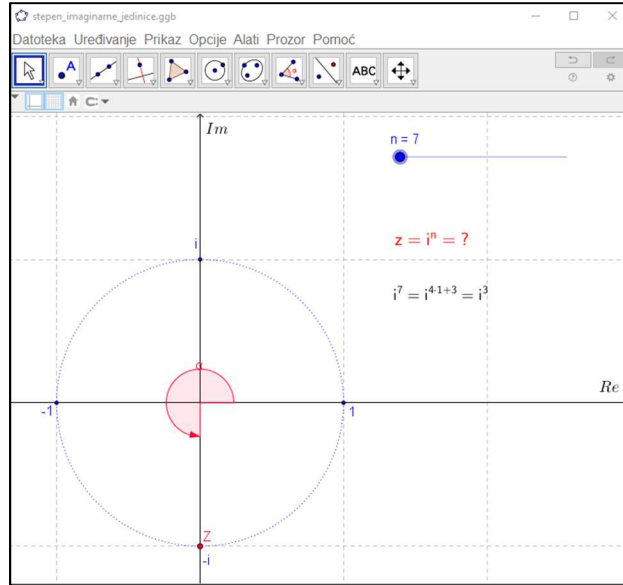 stepen_imaginarne_jedinice.ggb
Datoteka Uređivanje Prikaz Opcije Alati Prozor Pomoć
A
α
ABC
Im
n = 7
i
z = iⁿ = ?
i⁷ = i⁴·¹⁺³ = i³
α
Re
-1
1
Z
-i